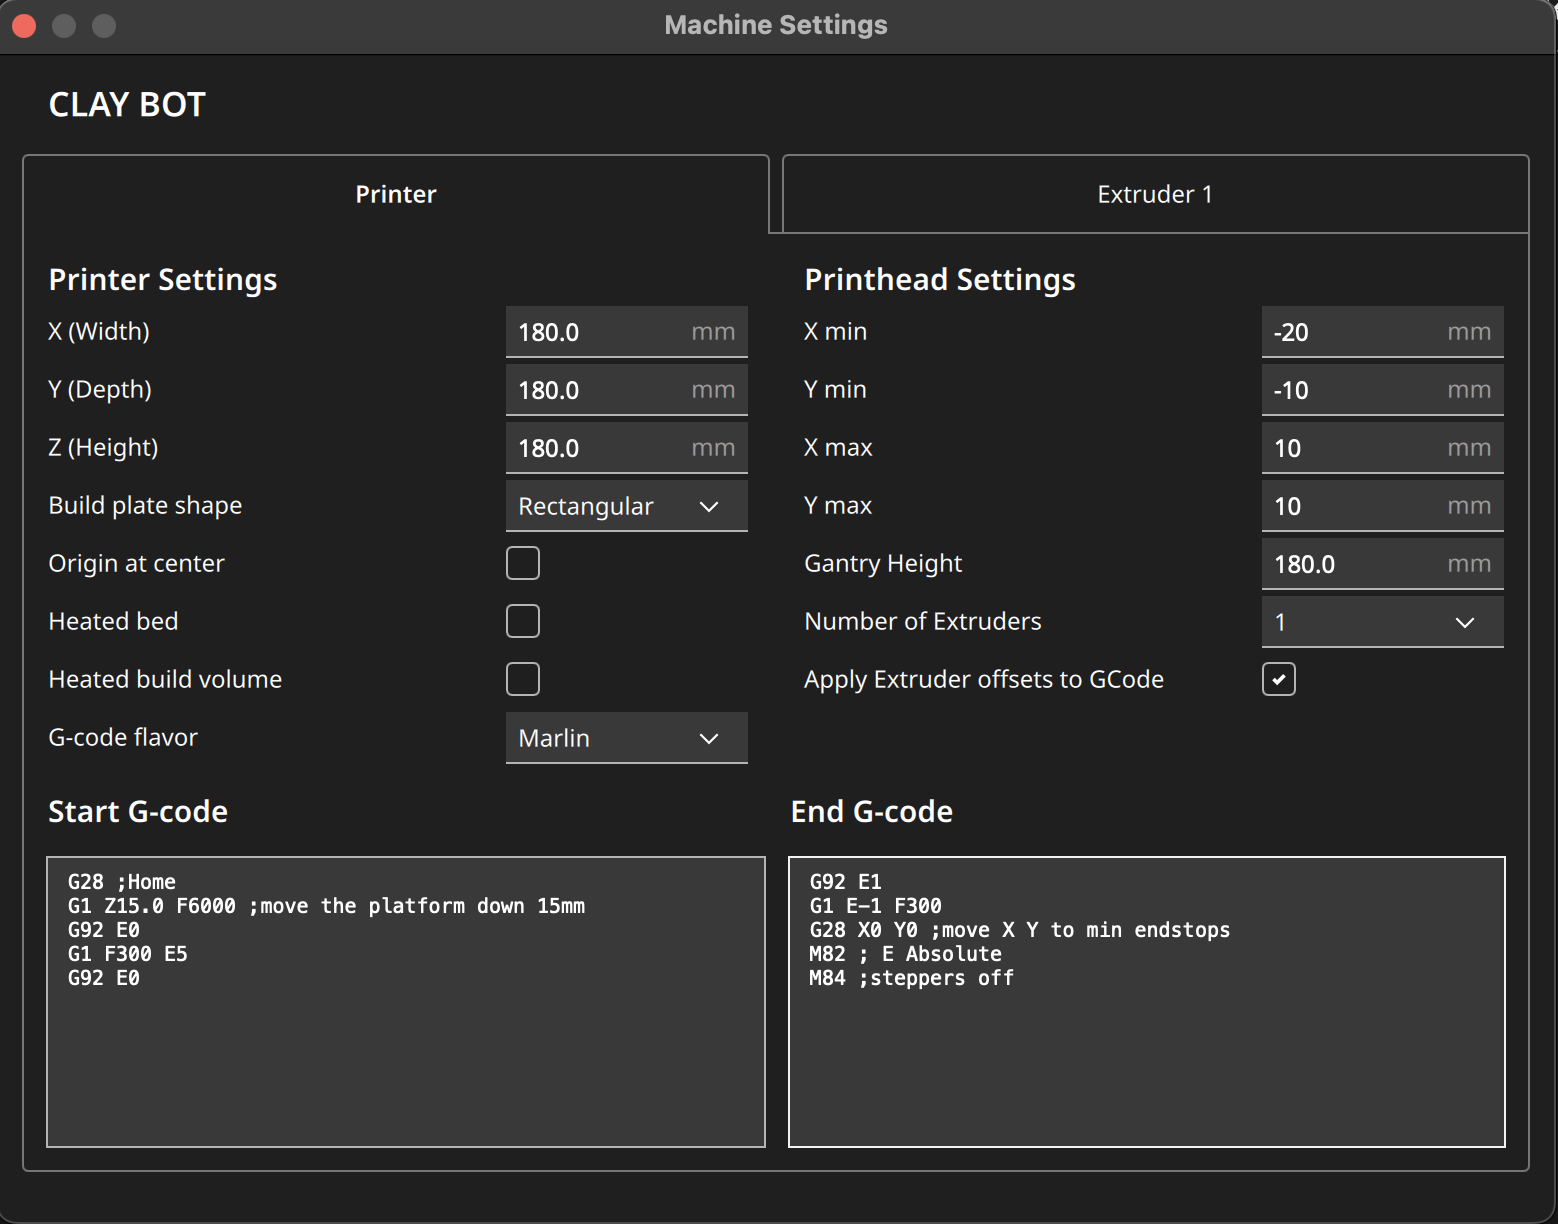 Machine Settings
CLAY BOT
Printer
Extruder 1
Printer Settings
X (Width) 180.0 mm
Y (Depth) 180.0 mm
Z (Height) 180.0 mm
Build plate shape Rectangular
Origin at center
Heated bed
Heated build volume
G-code flavor Marlin
Printhead Settings
X min -20 mm
Y min -10 mm
X max 10 mm
Y max 10 mm
Gantry Height 180.0 mm
Number of Extruders 1
Apply Extruder offsets to GCode
Start G-code
G28 ;Home
G1 Z15.0 F6000 ;move the platform down 15mm
G92 E0
G1 F300 E5
G92 E0
End G-code
G92 E1
G1 E-1 F300
G28 X0 Y0 ;move X Y to min endstops
M82 ; E Absolute
M84 ;steppers off